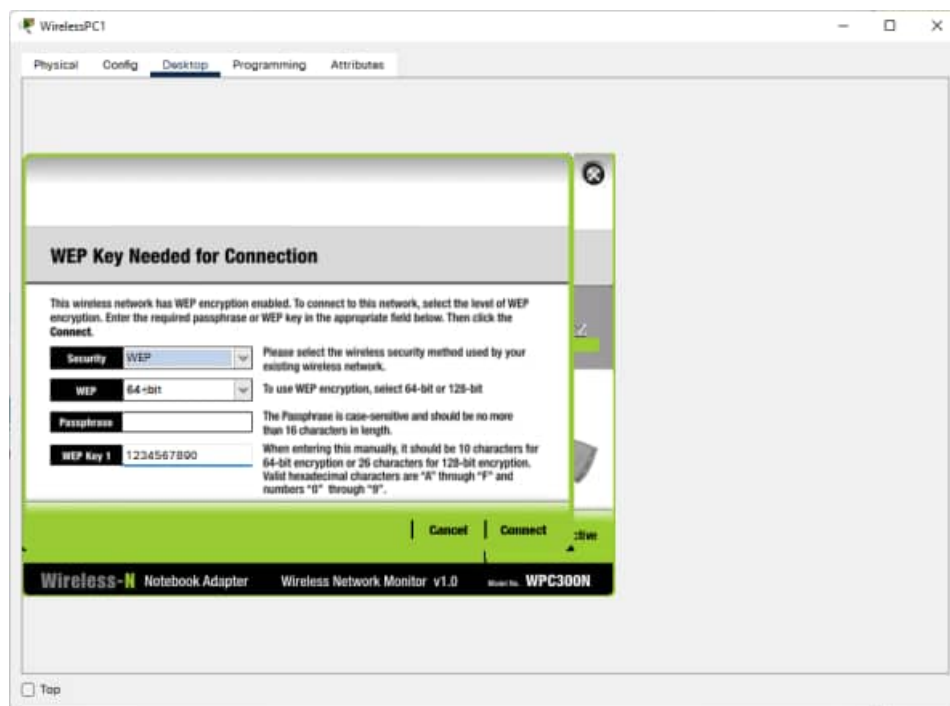 WirelessPC1
Physical Config Desktop Programming Attributes
WEP Key Needed for Connection
This wireless network has WEP encryption enabled. To connect to this network, select the level of WEP
encryption. Enter the required passphrase or WEP key in the appropriate field below. Then click the
Connect.
Security WEP Please select the wireless security method used by your
existing wireless network.
WEP 64-bit To use WEP encryption, select 64-bit or 128-bit
Passphrase The Passphrase is case-sensitive and should be no more
than 16 characters in length.
WEP Key 1 1234567890 When entering this manually, it should be 10 characters for
64-bit encryption or 26 characters for 128-bit encryption.
Valid hexadecimal characters are "A" through "F" and
numbers "0" through "9".
Cancel Connect ctive
Wireless-N Notebook Adapter Wireless Network Monitor v1.0 Model No. WPC300N
Top